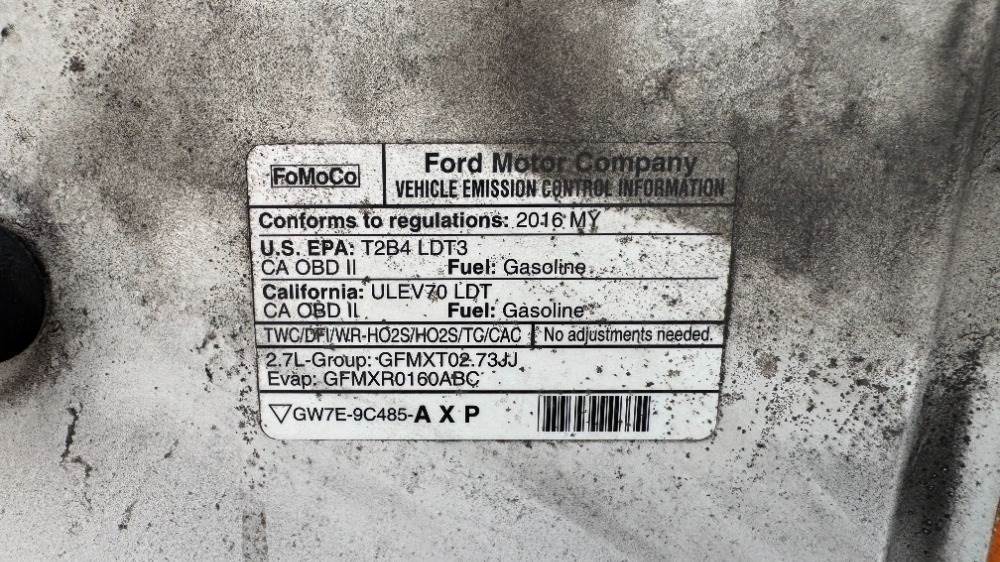 FoMoCo
Ford Motor Company
VEHICLE EMISSION CONTROL INFORMATION
Conforms to regulations: 2016 MY
U.S. EPA: T2B4 LDT3
CA OBD II Fuel: Gasoline
California: ULEV70 LDT
CA OBD II Fuel: Gasoline
TWC/DFI/WR-HO2S/HO2S/TC/CAC No adjustments needed.
2.7L-Group: GFMXT02.73JJ
Evap: GFMXR0160ABC
▽GW7E-9C485-A X P